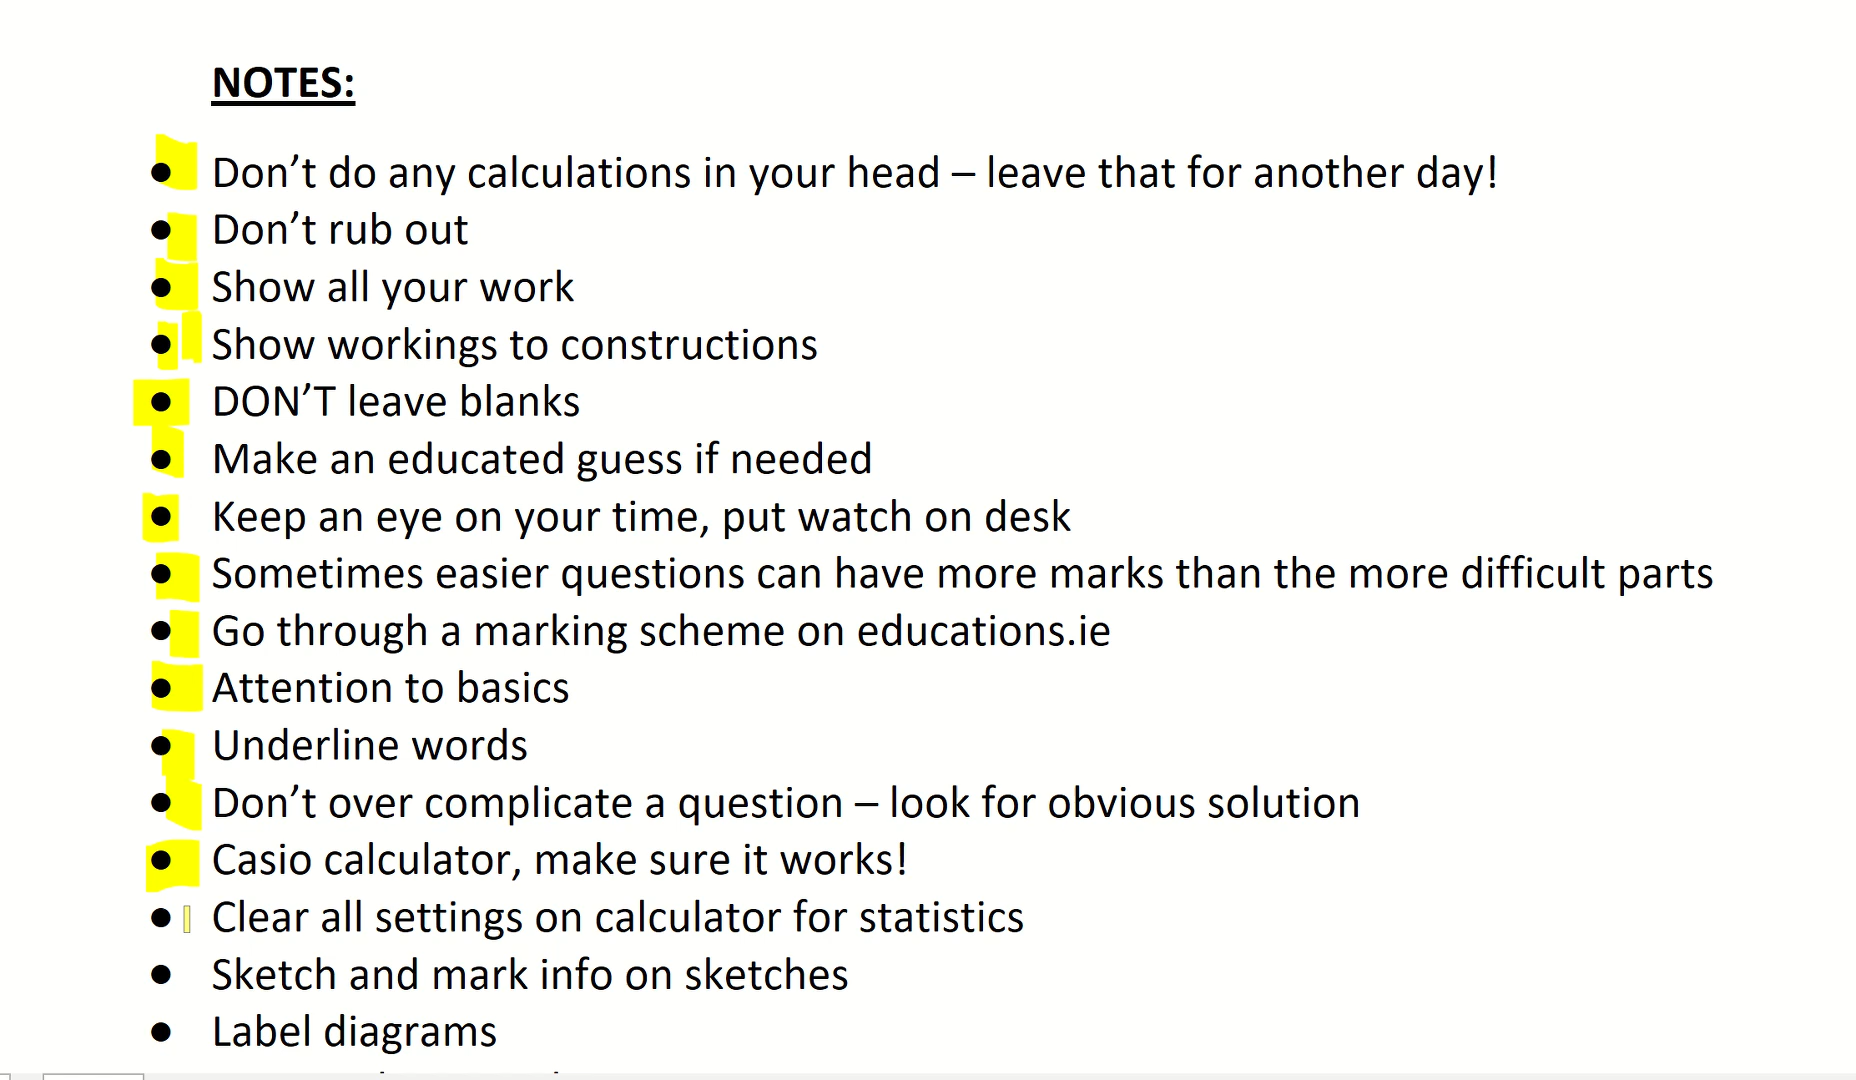 NOTES:
● Don’t do any calculations in your head – leave that for another day!
● Don’t rub out
● Show all your work
● Show workings to constructions
● DON’T leave blanks
● Make an educated guess if needed
● Keep an eye on your time, put watch on desk
● Sometimes easier questions can have more marks than the more difficult parts
● Go through a marking scheme on educations.ie
● Attention to basics
● Underline words
● Don’t over complicate a question – look for obvious solution
● Casio calculator, make sure it works!
● Clear all settings on calculator for statistics
● Sketch and mark info on sketches
● Label diagrams